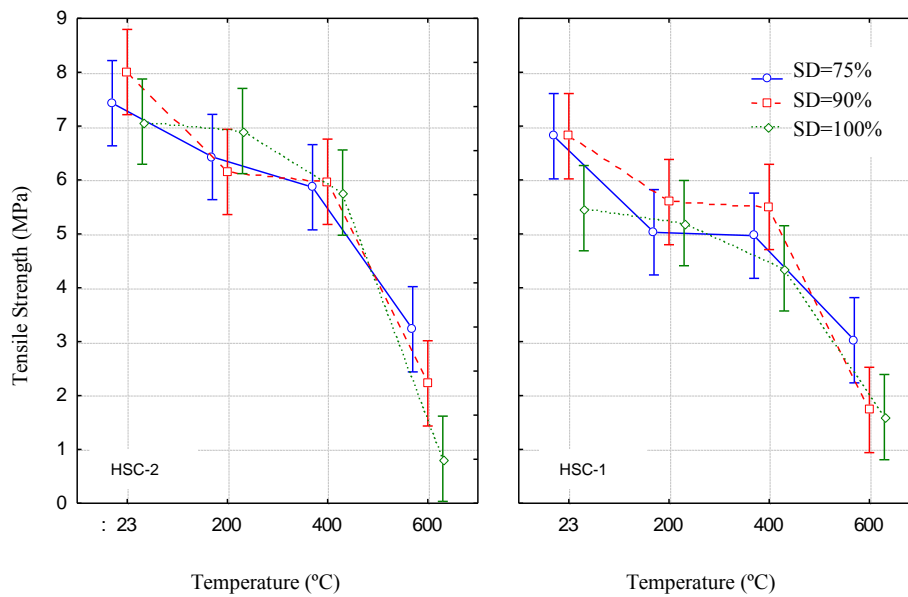 9
8
7
6
5
4
3
2
1
0
Tensile Strength (MPa)
HSC-2
: 23 200 400 600
Temperature (ºC)
SD=75%
SD=90%
SD=100%
HSC-1
23 200 400 600
Temperature (ºC)